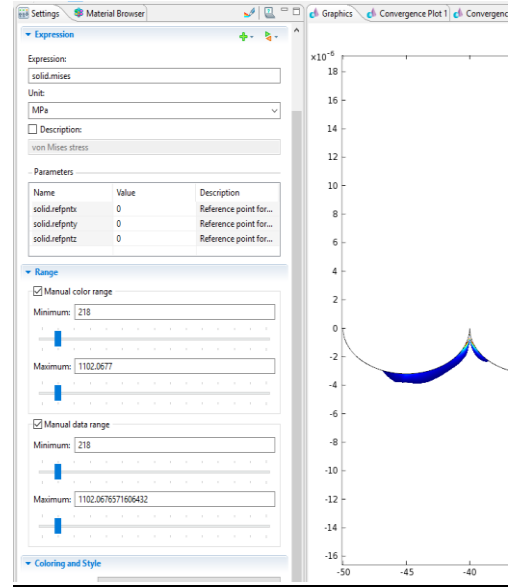 Settings
Material Browser
Expression
Expression:
solid.mises
Unit:
MPa
Description:
von Mises stress
Parameters
Name Value Description
solid.refpntx 0 Reference point for...
solid.refpnty 0 Reference point for...
solid.refpntz 0 Reference point for...
Range
Manual color range
Minimum: 218
Maximum: 1102.0677
Manual data range
Minimum: 218
Maximum: 1102.0676571606432
Coloring and Style
Graphics
Convergence Plot 1
Convergenc
×10⁻⁶
18
16
14
12
10
8
6
4
2
0
-2
-4
-6
-8
-10
-12
-14
-16
-50 -45 -40